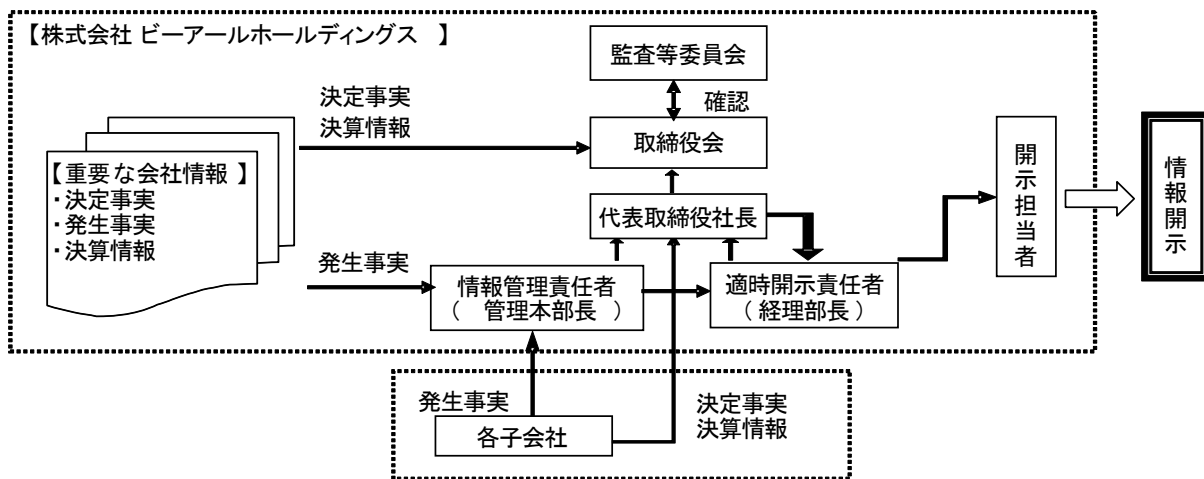 【株式会社 ビーアールホールディングス 】
監査等委員会
確認
決定事実
決算情報
取締役会
【重要な会社情報 】
・決定事実
・発生事実
・決算情報
代表取締役社長
発生事実
情報管理責任者
( 管理本部長 )
適時開示責任者
( 経理部長 )
開示担当者
情報開示
発生事実
各子会社
決定事実
決算情報